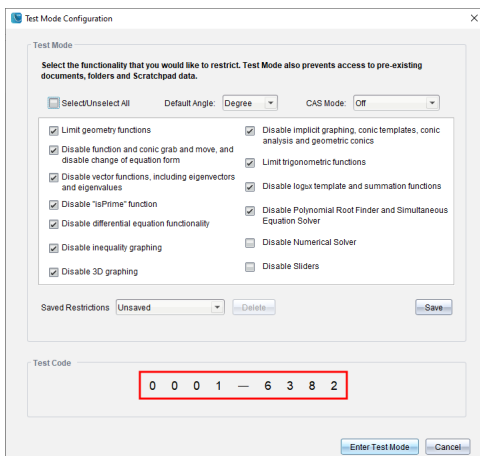 Test Mode Configuration
Test Mode
Select the functionality that you would like to restrict. Test Mode also prevents access to pre-existing
documents, folders and Scratchpad data.
Select/Unselect All Default Angle: Degree CAS Mode: Off
Limit geometry functions
Disable function and conic grab and move, and
disable change of equation form
Disable vector functions, including eigenvectors
and eigenvalues
Disable "isPrime" function
Disable differential equation functionality
Disable inequality graphing
Disable 3D graphing
Disable implicit graphing, conic templates, conic
analysis and geometric conics
Limit trigonometric functions
Disable logbx template and summation functions
Disable Polynomial Root Finder and Simultaneous
Equation Solver
Disable Numerical Solver
Disable Sliders
Saved Restrictions Unsaved Delete Save
Test Code
0 0 0 1 — 6 3 8 2
Enter Test Mode Cancel